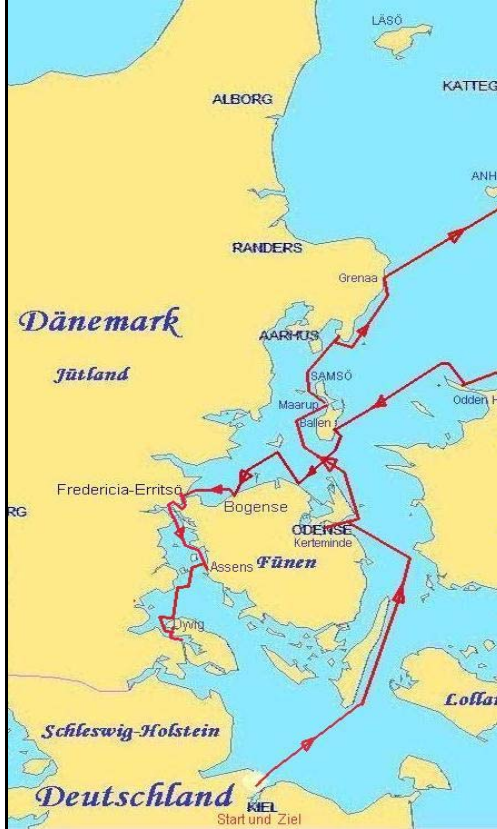 LÄSÖ
KATTEG
ALBORG
ANH
RANDERS
Grenaa
Dänemark
AARHUS
Jütland
SAMSÖ
Odden H
Maarup
Ballen
Fredericia-Erritsö
RG
Bogense
ODENSE
Kerteminde
Assens
Fünen
Dyvig
Lollan
Schleswig-Holstein
Deutschland
KIEL
Start und Ziel